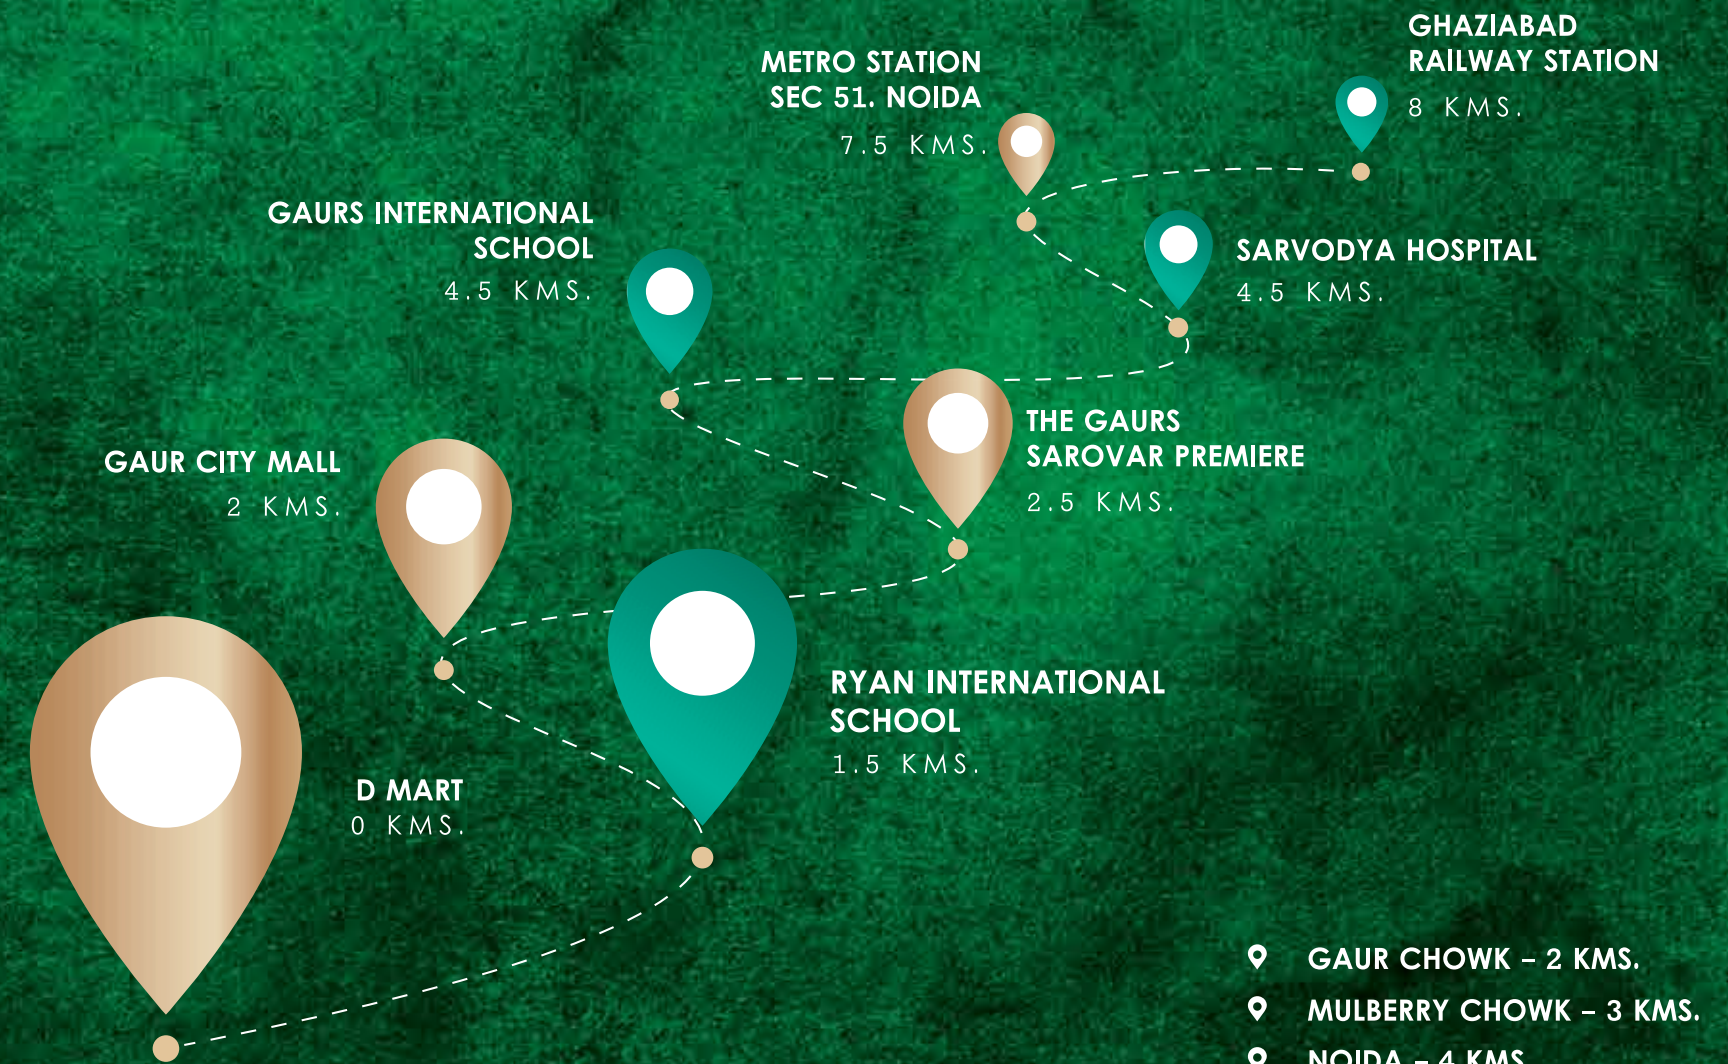 GHAZIABAD
RAILWAY STATION
8 KMS.
METRO STATION
SEC 51. NOIDA
7.5 KMS.
GAURS INTERNATIONAL
SCHOOL
4.5 KMS.
SARVODYA HOSPITAL
4.5 KMS.
THE GAURS
SAROVAR PREMIERE
2.5 KMS.
GAUR CITY MALL
2 KMS.
RYAN INTERNATIONAL
SCHOOL
1.5 KMS.
D MART
0 KMS.
GAUR CHOWK – 2 KMS.
MULBERRY CHOWK – 3 KMS.
NOIDA – 4 KMS